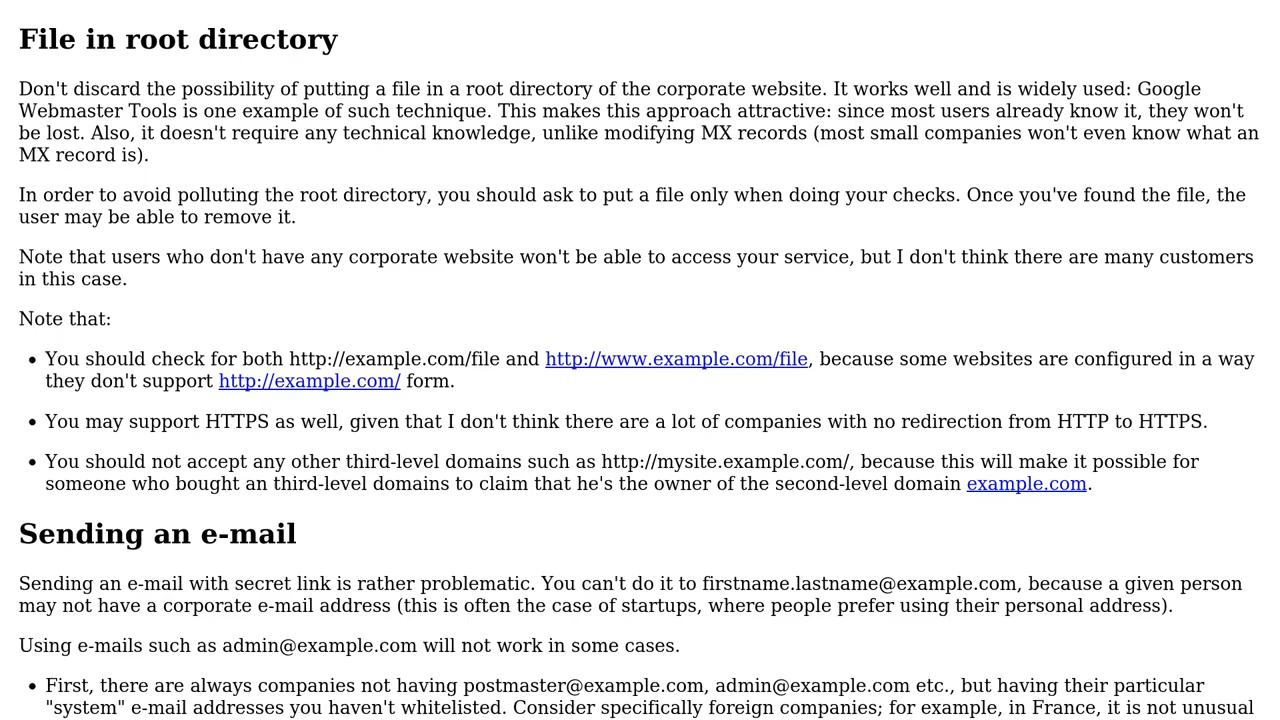 File in root directory
Don't discard the possibility of putting a file in a root directory of the corporate website. It works well and is widely used: Google
Webmaster Tools is one example of such technique. This makes this approach attractive: since most users already know it, they won't
be lost. Also, it doesn't require any technical knowledge, unlike modifying MX records (most small companies won't even know what an
MX record is).
In order to avoid polluting the root directory, you should ask to put a file only when doing your checks. Once you've found the file, the
user may be able to remove it.
Note that users who don't have any corporate website won't be able to access your service, but I don't think there are many customers
in this case.
Note that:
• You should check for both http://example.com/file and http://www.example.com/file, because some websites are configured in a way
they don't support http://example.com/ form.
• You may support HTTPS as well, given that I don't think there are a lot of companies with no redirection from HTTP to HTTPS.
• You should not accept any other third-level domains such as http://mysite.example.com/, because this will make it possible for
someone who bought an third-level domains to claim that he's the owner of the second-level domain example.com.
Sending an e-mail
Sending an e-mail with secret link is rather problematic. You can't do it to firstname.lastname@example.com, because a given person
may not have a corporate e-mail address (this is often the case of startups, where people prefer using their personal address).
Using e-mails such as admin@example.com will not work in some cases.
• First, there are always companies not having postmaster@example.com, admin@example.com etc., but having their particular
"system" e-mail addresses you haven't whitelisted. Consider specifically foreign companies; for example, in France, it is not unusual